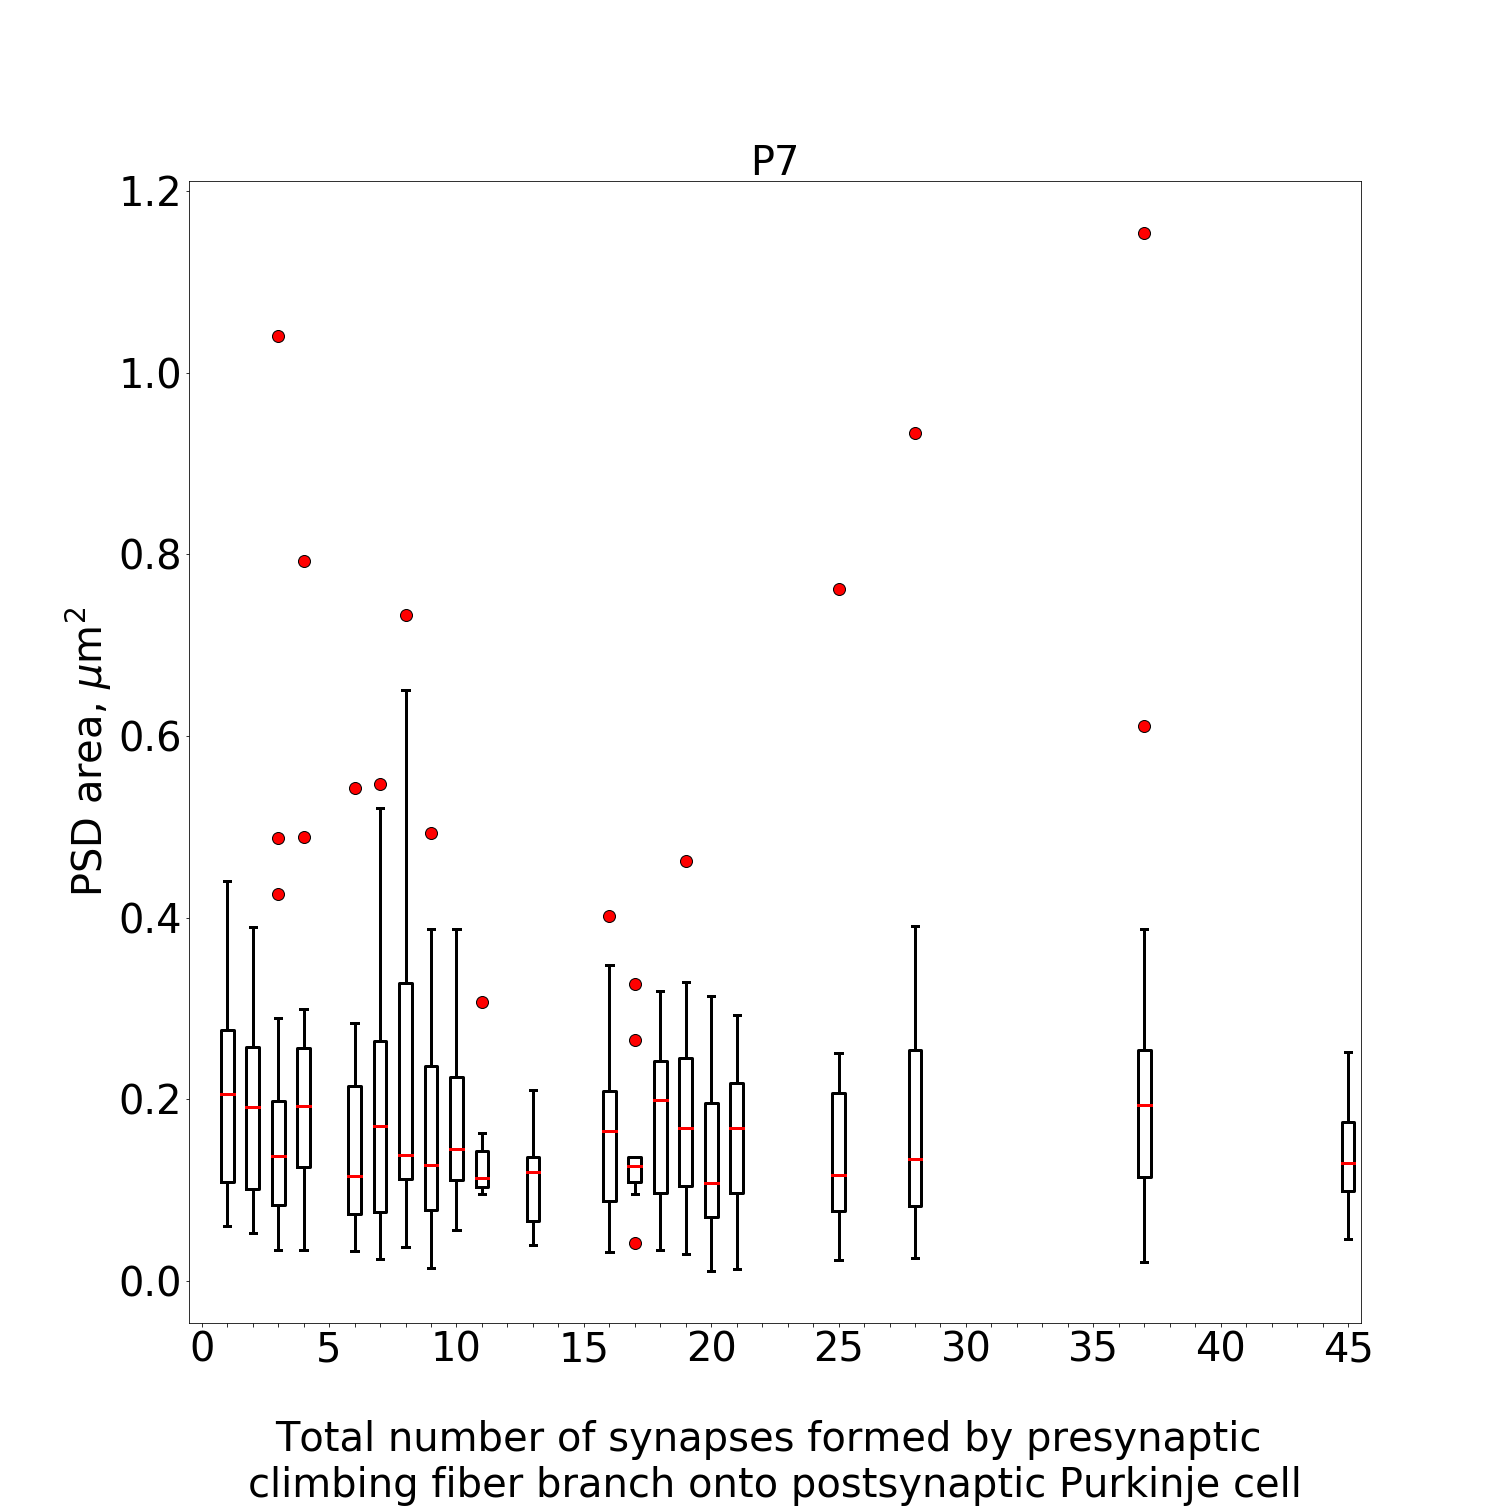 P7
1.2
1.0
0.8
0.6
0.4
0.2
0.0
PSD area, μm²
0 5 10 15 20 25 30 35 40 45
Total number of synapses formed by presynaptic
climbing fiber branch onto postsynaptic Purkinje cell